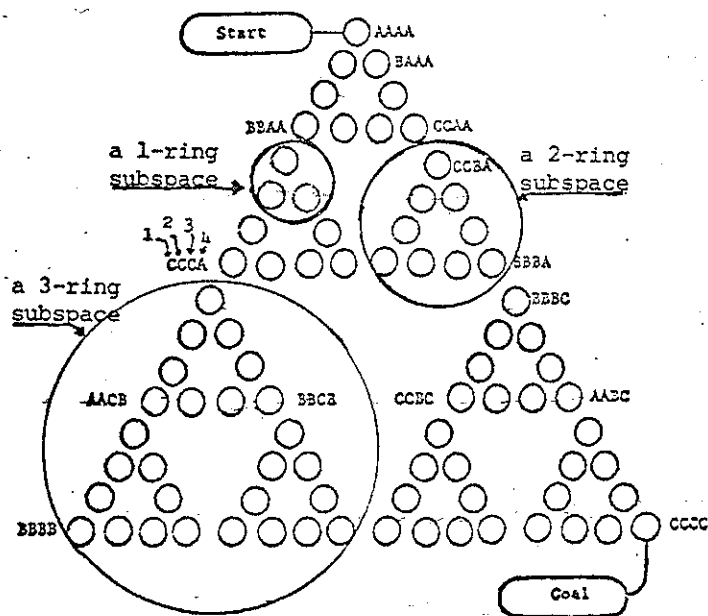 Start
AAAA
BAAA
BBAA
CCAA
a 1-ring
subspace
CCBA
a 2-ring
subspace
1 2 3 4
CCCA
BBBA
a 3-ring
subspace
BBBC
AACB
BBCB
CCBC
AABC
BBBB
CCCC
Goal